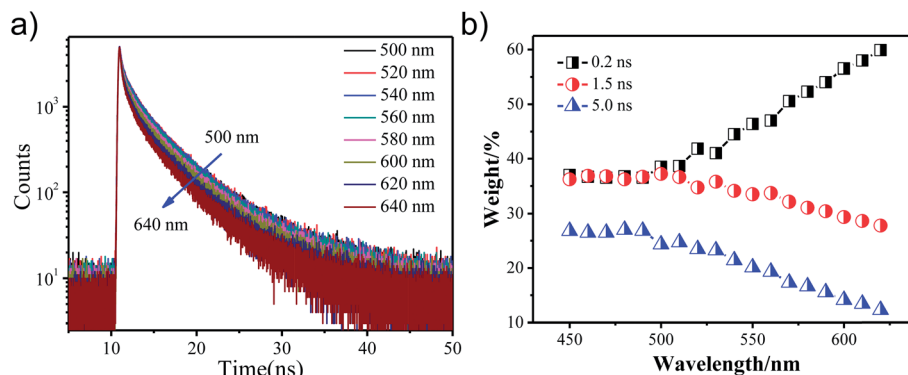 a)
Counts
10³
10²
10¹
10
20
30
40
50
Time(ns)
500 nm
520 nm
540 nm
560 nm
580 nm
600 nm
620 nm
640 nm
500 nm
640 nm
b)
Weight/%
60
50
40
30
20
10
450
500
550
600
Wavelength/nm
0.2 ns
1.5 ns
5.0 ns